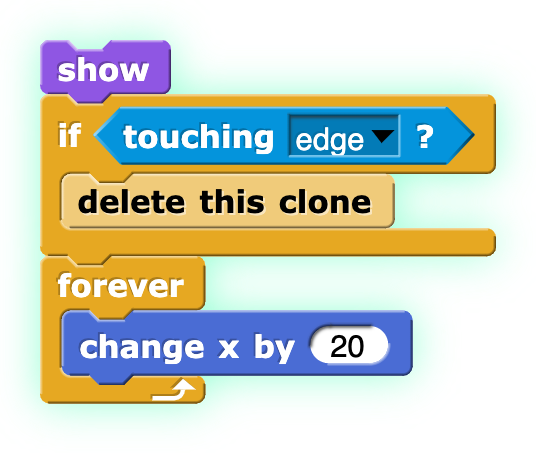 show
if touching edge ?
delete this clone
forever
change x by 20